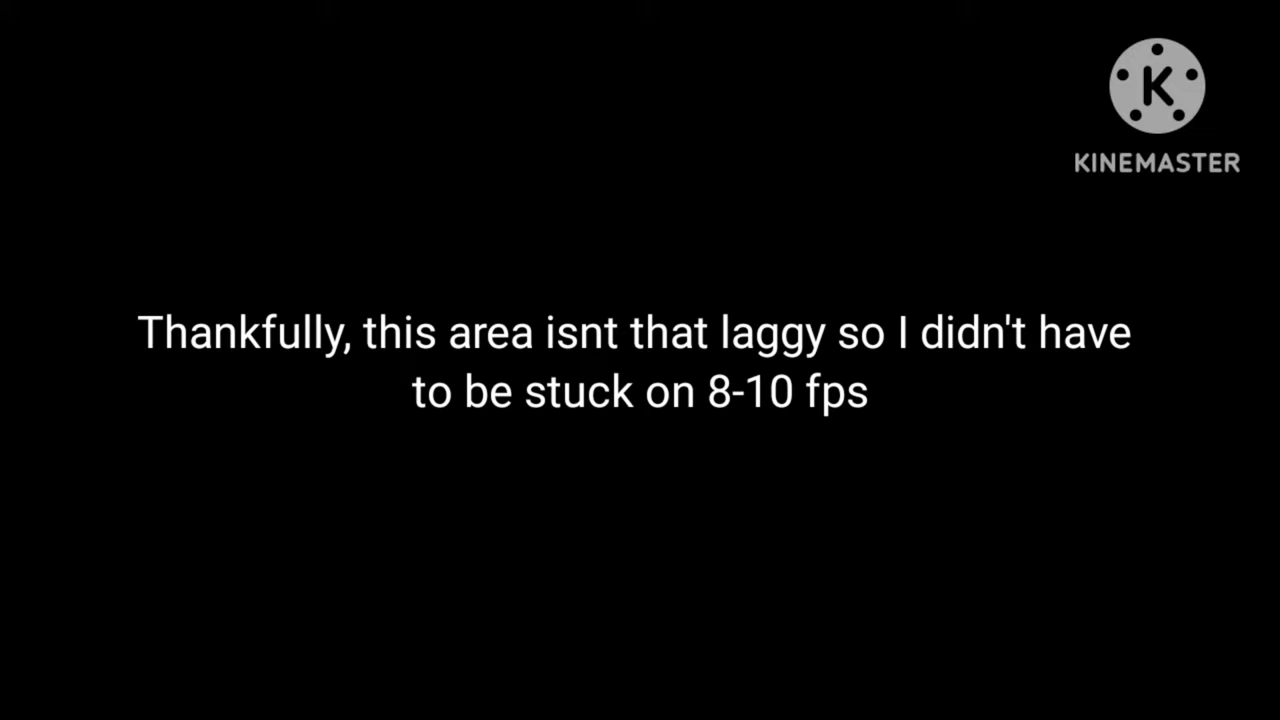 K
KINEMASTER
Thankfully, this area isnt that laggy so I didn't have
to be stuck on 8-10 fps